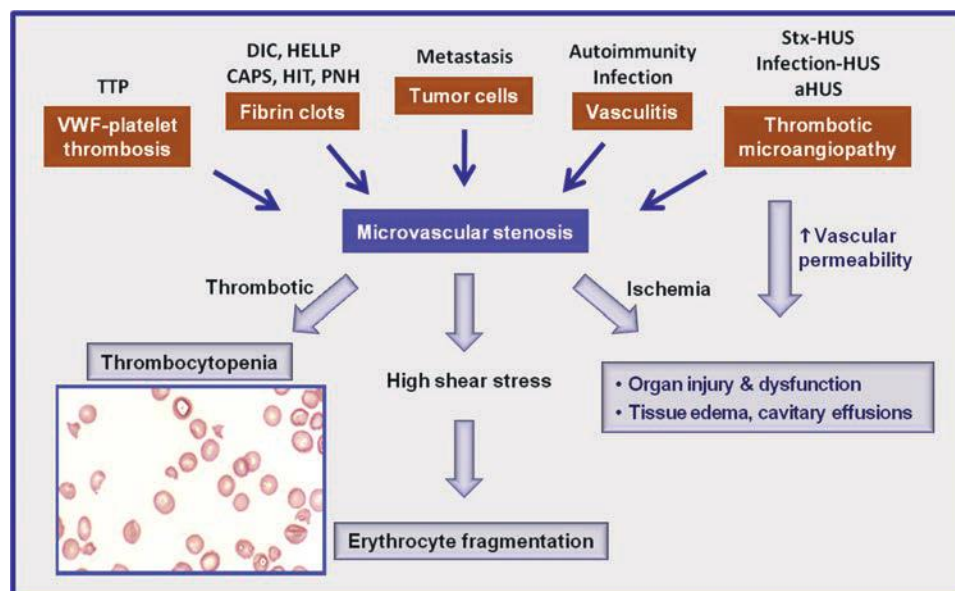 TTP
VWF-platelet
thrombosis
DIC, HELLP
CAPS, HIT, PNH
Fibrin clots
Metastasis
Tumor cells
Autoimmunity
Infection
Vasculitis
Stx-HUS
Infection-HUS
aHUS
Thrombotic
microangiopathy
Microvascular stenosis
↑Vascular
permeability
Thrombotic
Ischemia
Thrombocytopenia
High shear stress
• Organ injury & dysfunction
• Tissue edema, cavitary effusions
Erythrocyte fragmentation